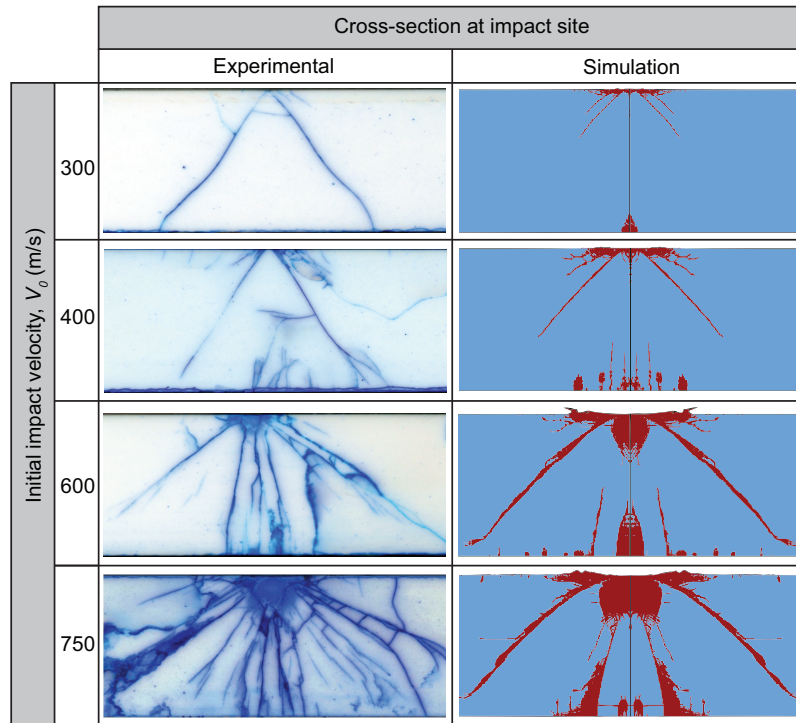 Cross-section at impact site
Experimental
Simulation
Initial impact velocity, V₀ (m/s)
300
400
600
750